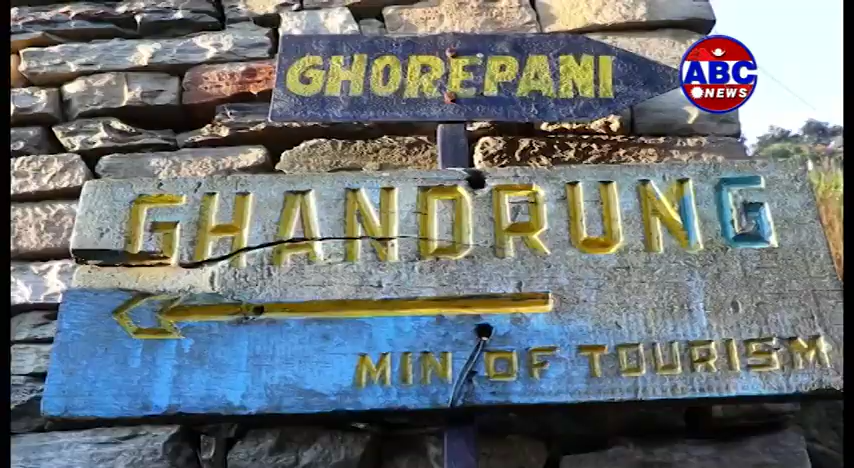 GHOREPANI
ABC
NEWS
GHANDRUNG
MIN OF TOURISM